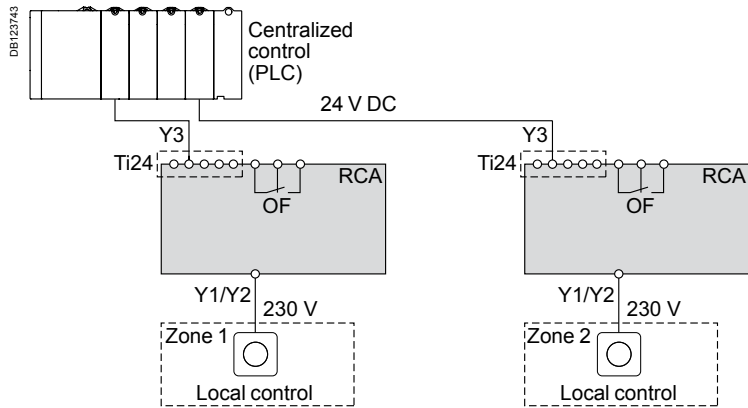 DB123743
Centralized
control
(PLC)
24 V DC
Y3
Y3
Ti24
RCA
OF
Ti24
RCA
OF
Y1/Y2
230 V
Y1/Y2
230 V
Zone 1
Local control
Zone 2
Local control